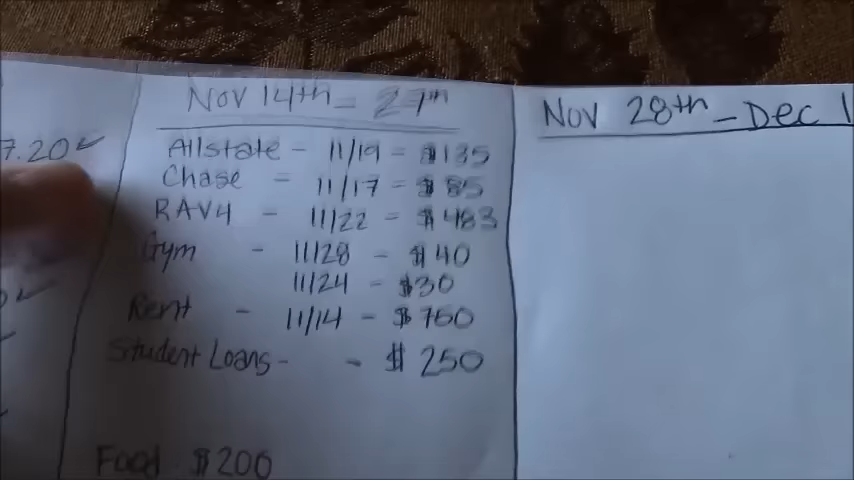 7.20 ✓
Nov 14th - 27th
Allstate - 11/19 = $135
Chase - 11/17 = $85
RAV4 - 11/22 = $483
Gym - 11/28 - $40
11/24 - $30
Rent - 11/14 - $760
Student Loans - - $250
Food $200
Nov 28th - Dec 1